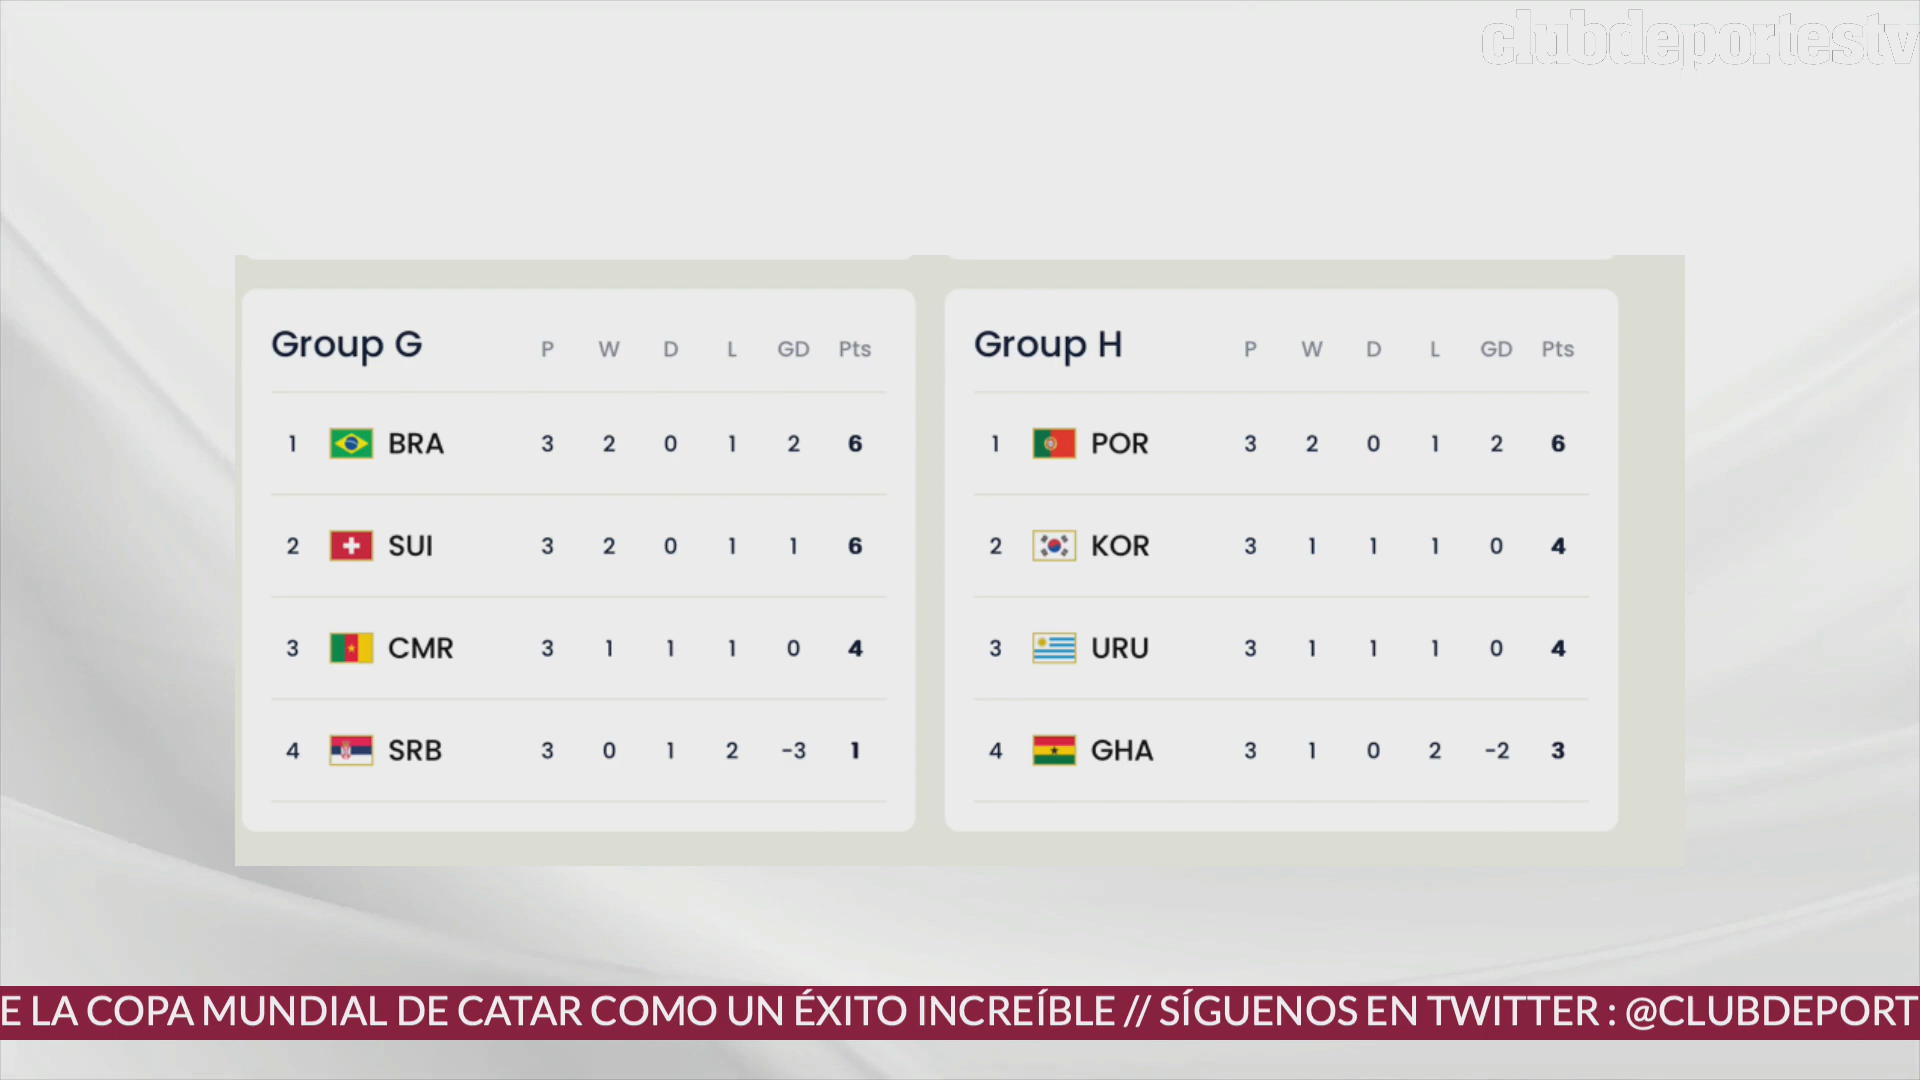 clubdeportestv
Group G P W D L GD Pts
1 BRA 3 2 0 1 2 6
2 SUI 3 2 0 1 1 6
3 CMR 3 1 1 1 0 4
4 SRB 3 0 1 2 -3 1
Group H P W D L GD Pts
1 POR 3 2 0 1 2 6
2 KOR 3 1 1 1 0 4
3 URU 3 1 1 1 0 4
4 GHA 3 1 0 2 -2 3
E LA COPA MUNDIAL DE CATAR COMO UN ÉXITO INCREÍBLE // SÍGUENOS EN TWITTER : @CLUBDEPORT